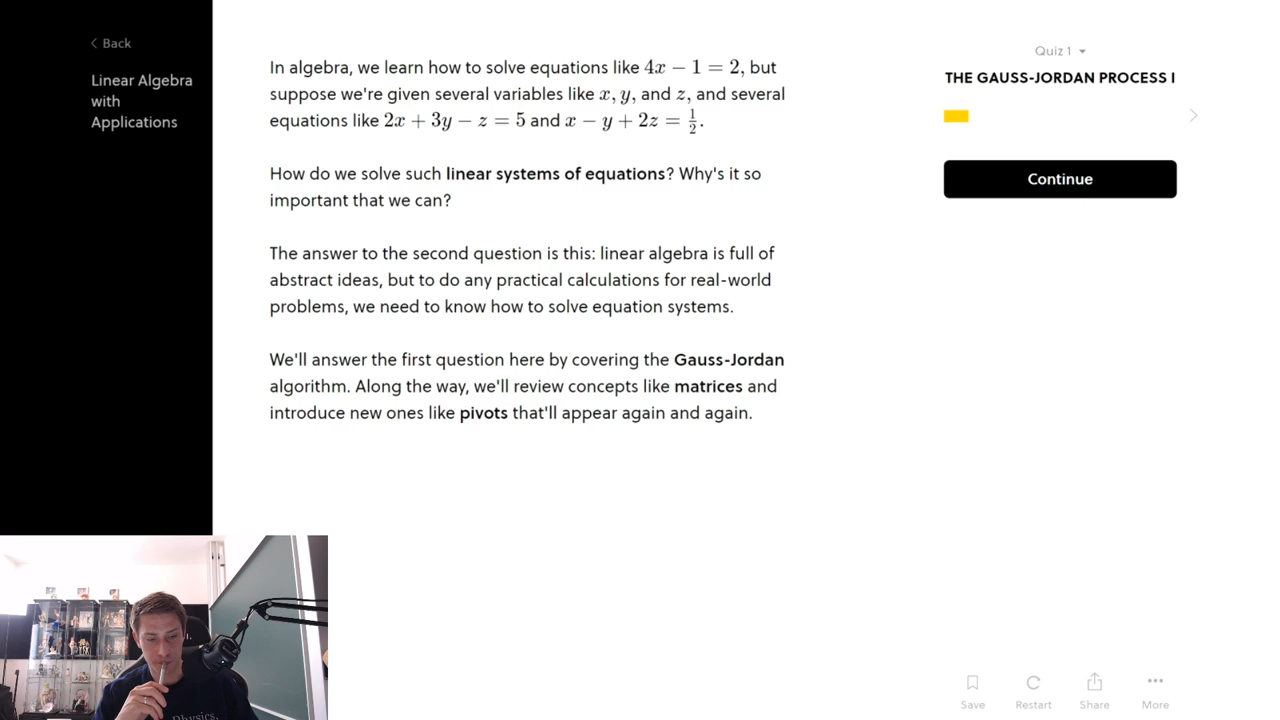 Back
Linear Algebra
with
Applications
In algebra, we learn how to solve equations like 4x − 1 = 2, but
suppose we're given several variables like x, y, and z, and several
equations like 2x + 3y − z = 5 and x − y + 2z = 1/2.
How do we solve such linear systems of equations? Why's it so
important that we can?
The answer to the second question is this: linear algebra is full of
abstract ideas, but to do any practical calculations for real-world
problems, we need to know how to solve equation systems.
We'll answer the first question here by covering the Gauss-Jordan
algorithm. Along the way, we'll review concepts like matrices and
introduce new ones like pivots that'll appear again and again.
Quiz 1
THE GAUSS-JORDAN PROCESS I
Continue
Physics,
Save
Restart
Share
More